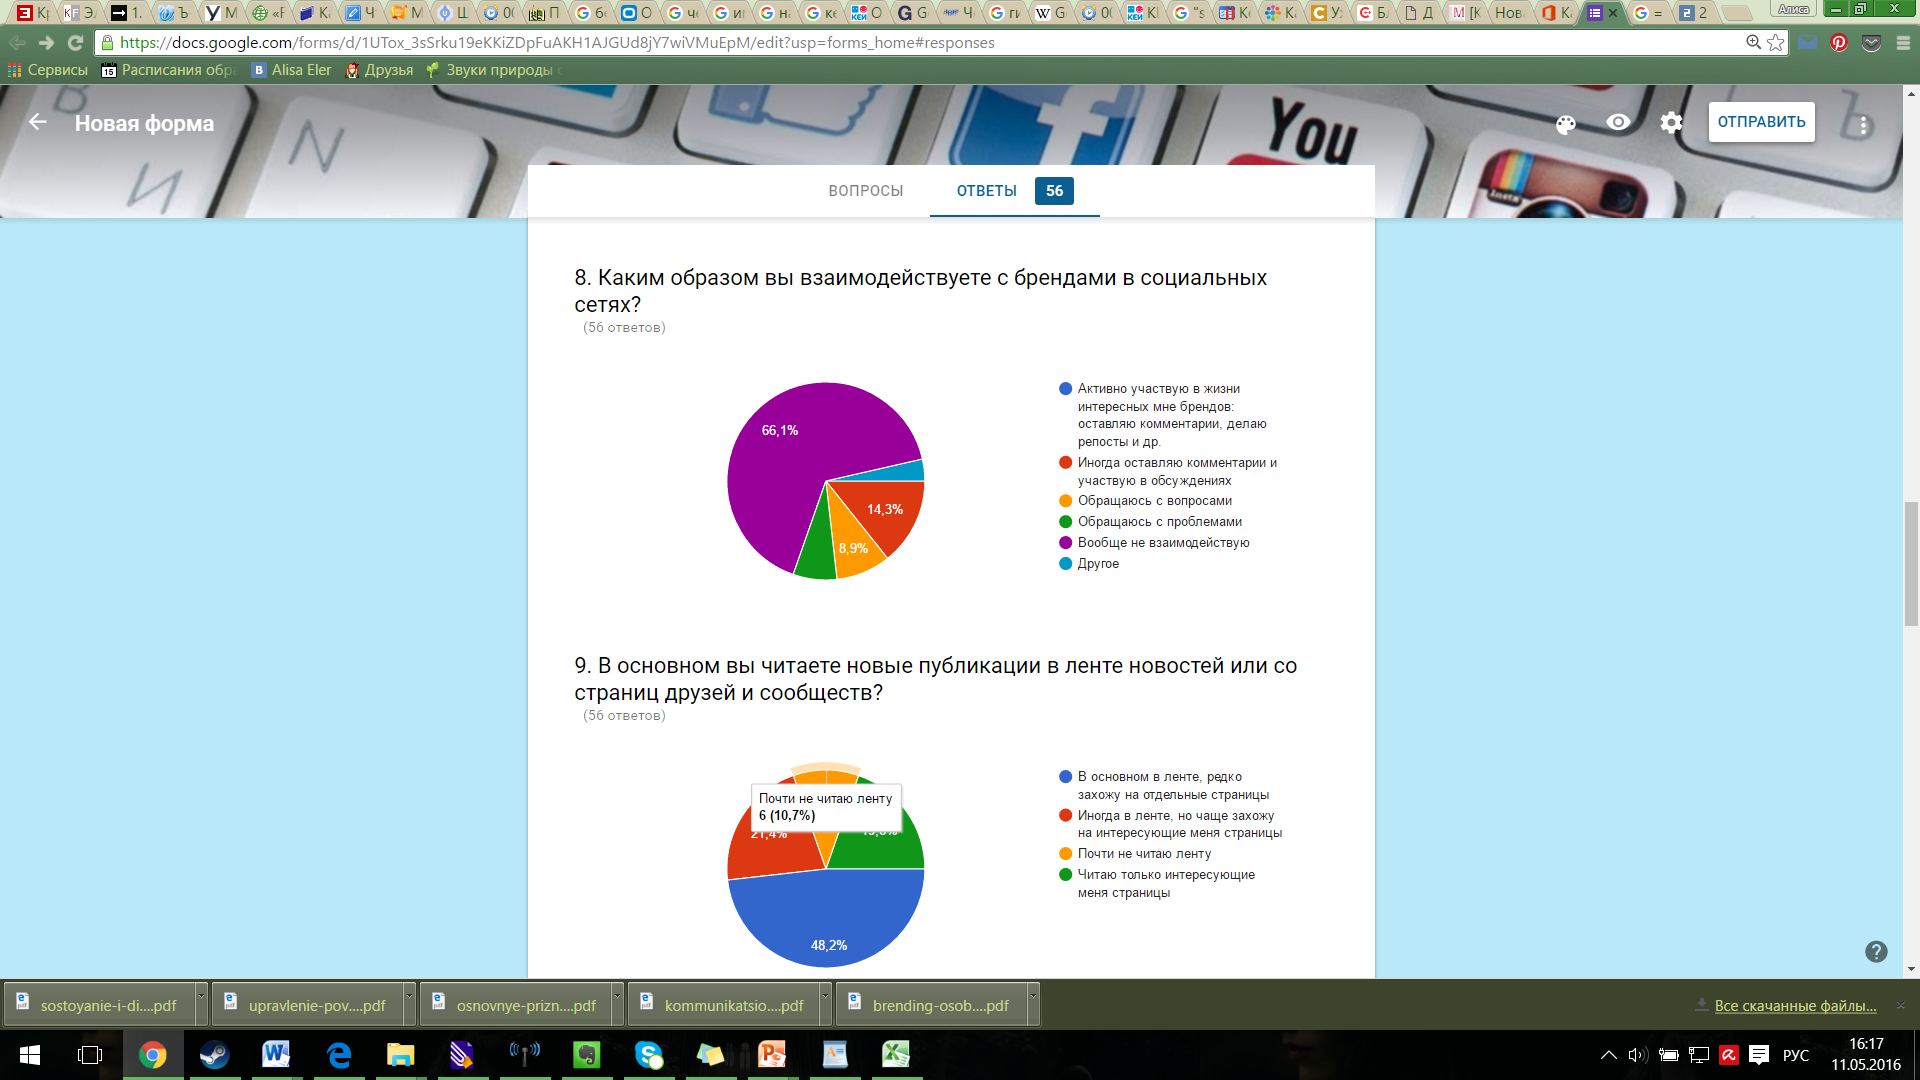 Алиса
https://docs.google.com/forms/d/1UTox_3sSrku19eKKiZDpFuAKH1AJGUd8jY7wiVMuEpM/edit?usp=forms_home#responses
Сервисы
Расписания обра
Alisa Eler
Друзья
Звуки природы
Новая форма
You
Insta
ОТПРАВИТЬ
ВОПРОСЫ
ОТВЕТЫ
56
8. Каким образом вы взаимодействуете с брендами в социальных
сетях?
(56 ответов)
66,1%
14,3%
8,9%
Активно участвую в жизни
интересных мне брендов:
оставляю комментарии, делаю
репосты и др.
Иногда оставляю комментарии и
участвую в обсуждениях
Обращаюсь с вопросами
Обращаюсь с проблемами
Вообще не взаимодействую
Другое
9. В основном вы читаете новые публикации в ленте новостей или со
страниц друзей и сообществ?
(56 ответов)
Почти не читаю ленту
6 (10,7%)
21,4%
48,2%
В основном в ленте, редко
захожу на отдельные страницы
Иногда в ленте, но чаще захожу
на интересующие меня страницы
Почти не читаю ленту
Читаю только интересующие
меня страницы
sostoyanie-i-di....pdf
upravlenie-pov....pdf
osnovnye-prizn....pdf
kommunikatsio....pdf
brending-osob....pdf
Все скачанные файлы...
РУС
16:17
11.05.2016